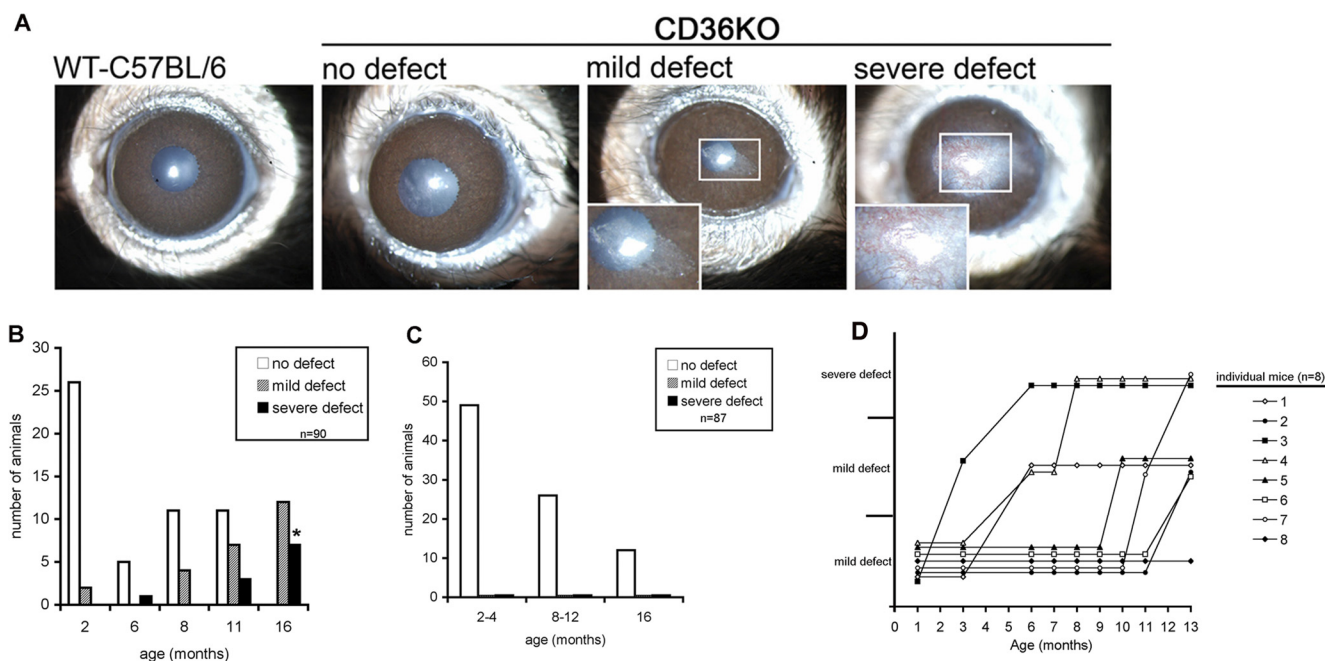 A
CD36KO
WT-C57BL/6
no defect
mild defect
severe defect
B
30
25
20
15
10
5
0
number of animals
no defect
mild defect
severe defect
n=90
*
2 6 8 11 16
age (months)
C
60
50
40
30
20
10
0
number of animals
no defect
mild defect
severe defect
n=87
2-4 8-12 16
age (months)
D
severe defect
mild defect
mild defect
0 1 2 3 4 5 6 7 8 9 10 11 12 13
Age (months)
individual mice (n=8)
1
2
3
4
5
6
7
8